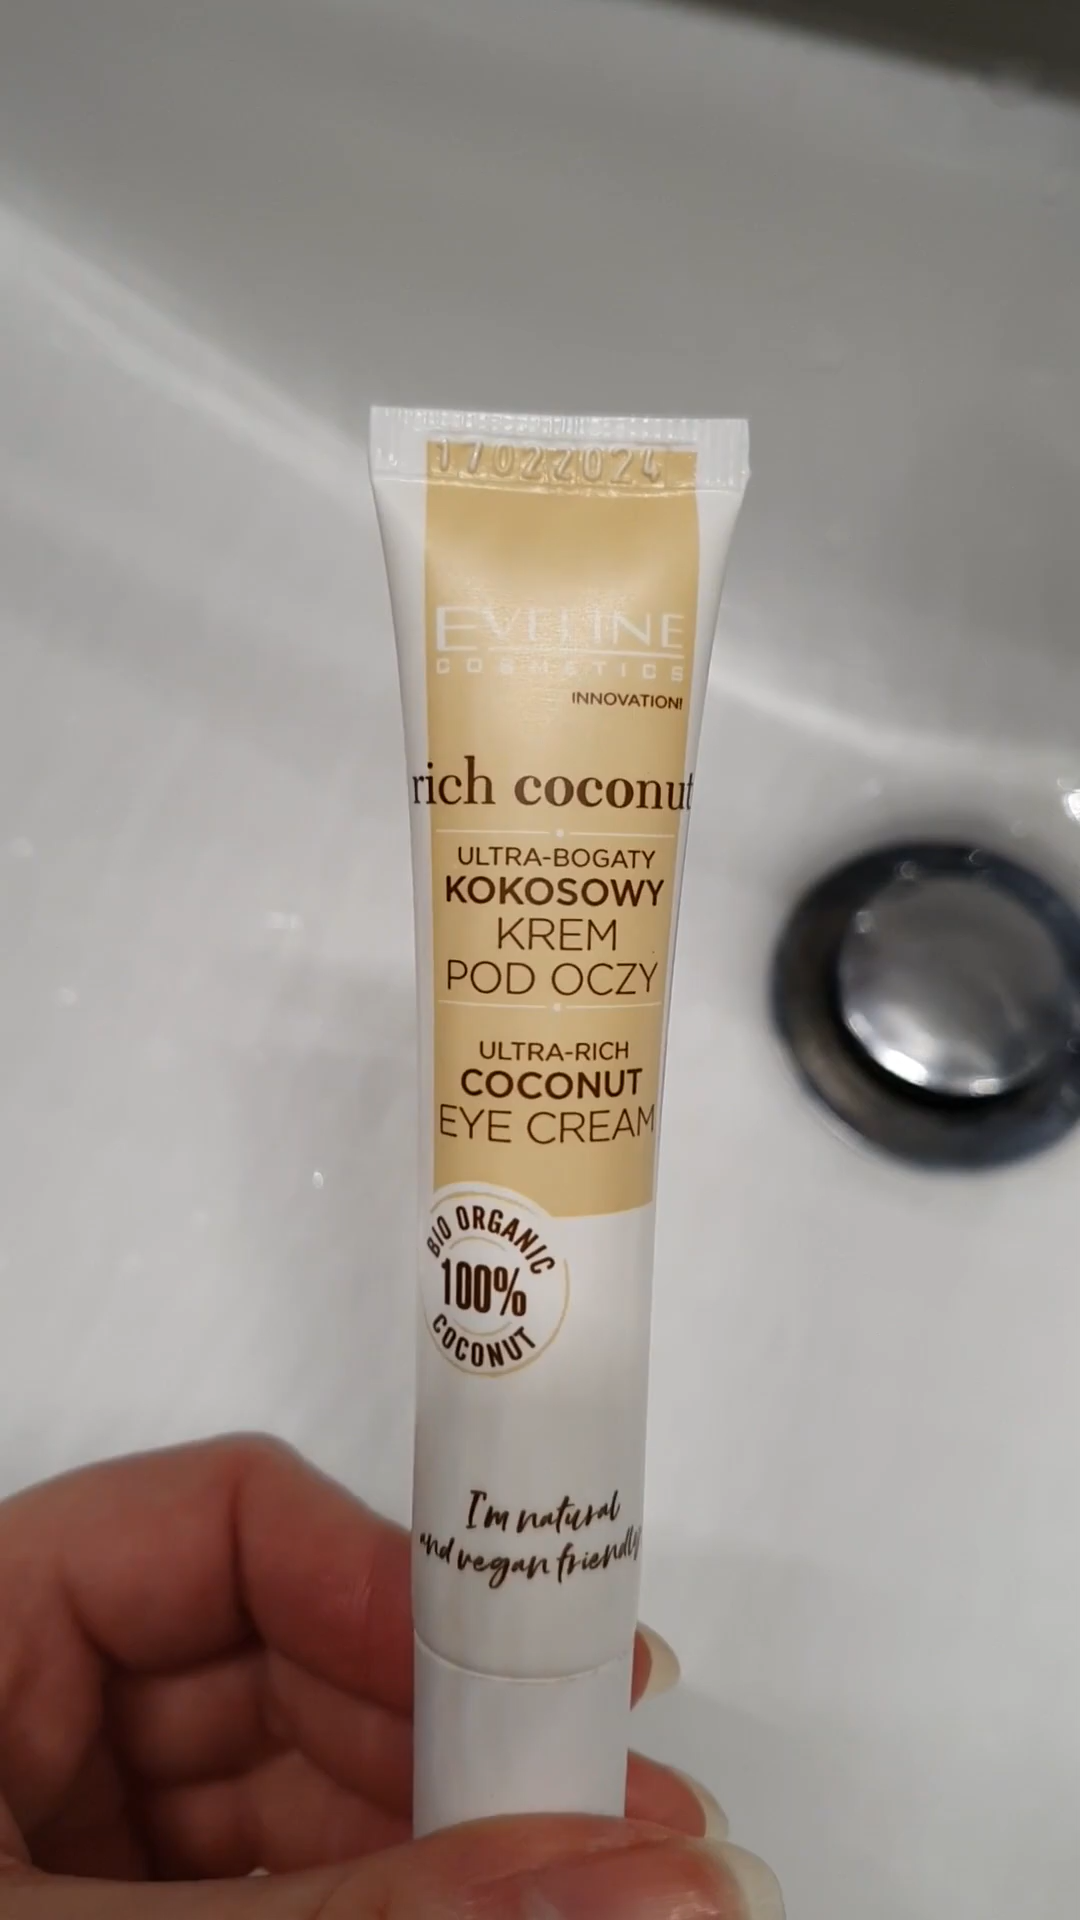 17022024
EVELINE
COSMETICS
INNOVATION!
rich coconut
ULTRA-BOGATY
KOKOSOWY
KREM
POD OCZY
ULTRA-RICH
COCONUT
EYE CREAM
BIO ORGANIC
100%
COCONUT
I'm natural
and vegan friendly